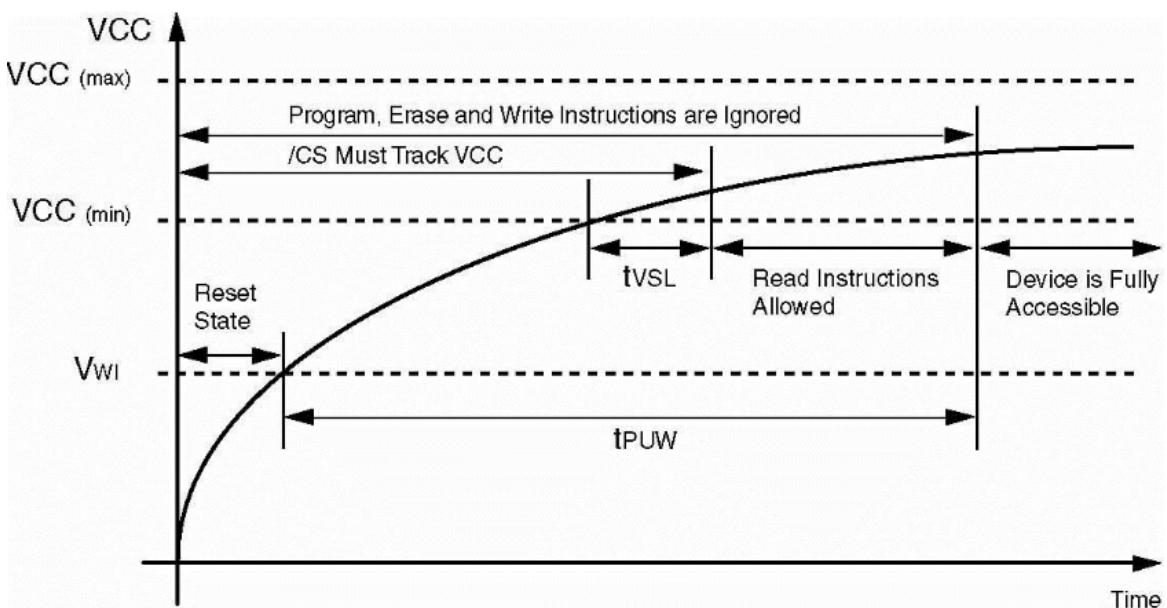 VCC
VCC (max)
Program, Erase and Write Instructions are Ignored
/CS Must Track VCC
VCC (min)
tVSL
Read Instructions
Allowed
Device is Fully
Accessible
Reset
State
VWI
tPUW
Time